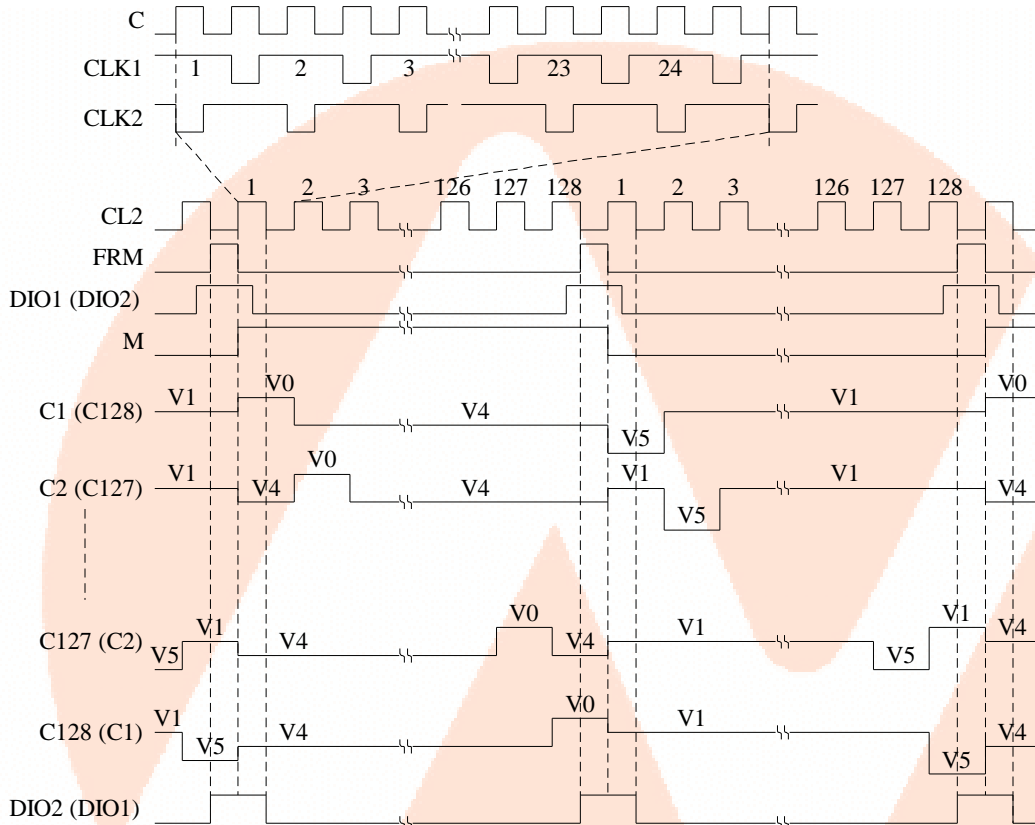 C
CLK1 1 2 3 23 24
CLK2
1 2 3 126 127 128 1 2 3 126 127 128
CL2
FRM
DIO1 (DIO2)
M
V1 V0 V4 V5 V1 V0
C1 (C128)
V1 V4 V0 V4 V1 V5 V1 V4
C2 (C127)
V5 V1 V4 V0 V4 V1 V5 V1 V4
C127 (C2)
V1 V5 V4 V0 V1 V5 V4
C128 (C1)
DIO2 (DIO1)